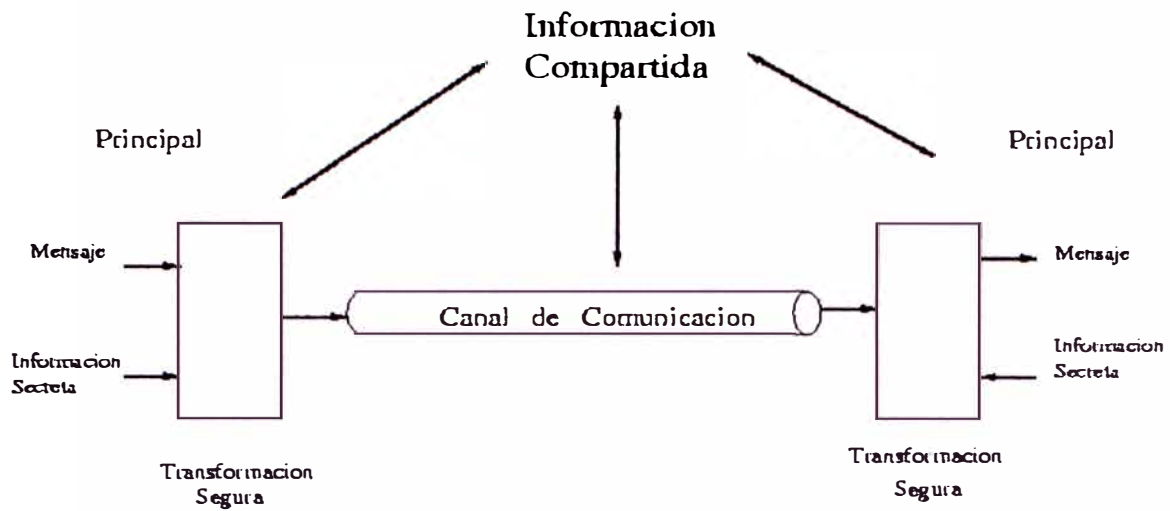 Informacion
Compartida
Principal
Principal
Mensaje
Mensaje
Canal de Comunicacion
Informacion
Secreta
Informacion
Secreta
Transformacion
Segura
Transformacion
Segura